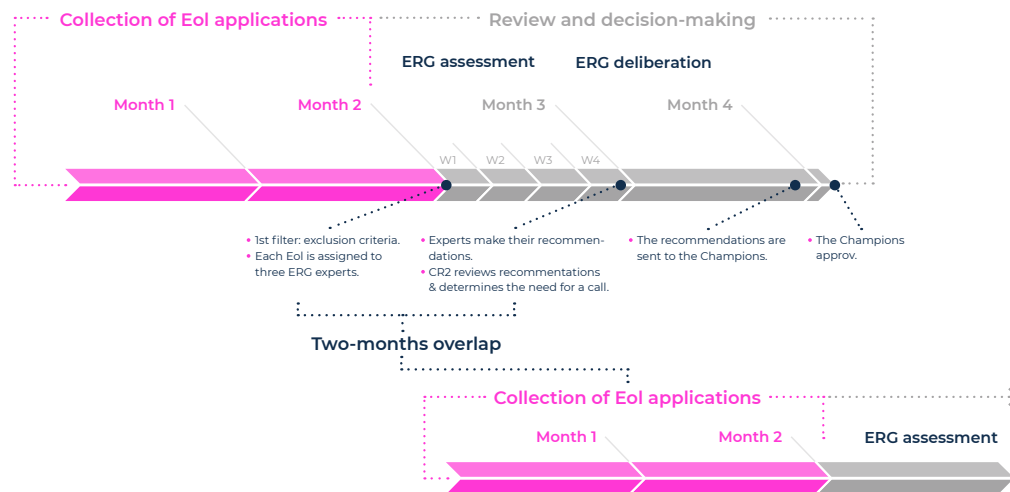 Collection of EoI applications
Review and decision-making
ERG assessment
ERG deliberation
Month 1
Month 2
Month 3
Month 4
W1
W2
W3
W4
• 1st filter: exclusion criteria.
• Each EoI is assigned to
three ERG experts.
• Experts make their recommen-
dations.
• CR2 reviews recommentations
& determines the need for a call.
• The recommendations are
sent to the Champions.
• The Champions
approv.
Two-months overlap
Collection of EoI applications
Month 1
Month 2
ERG assessment